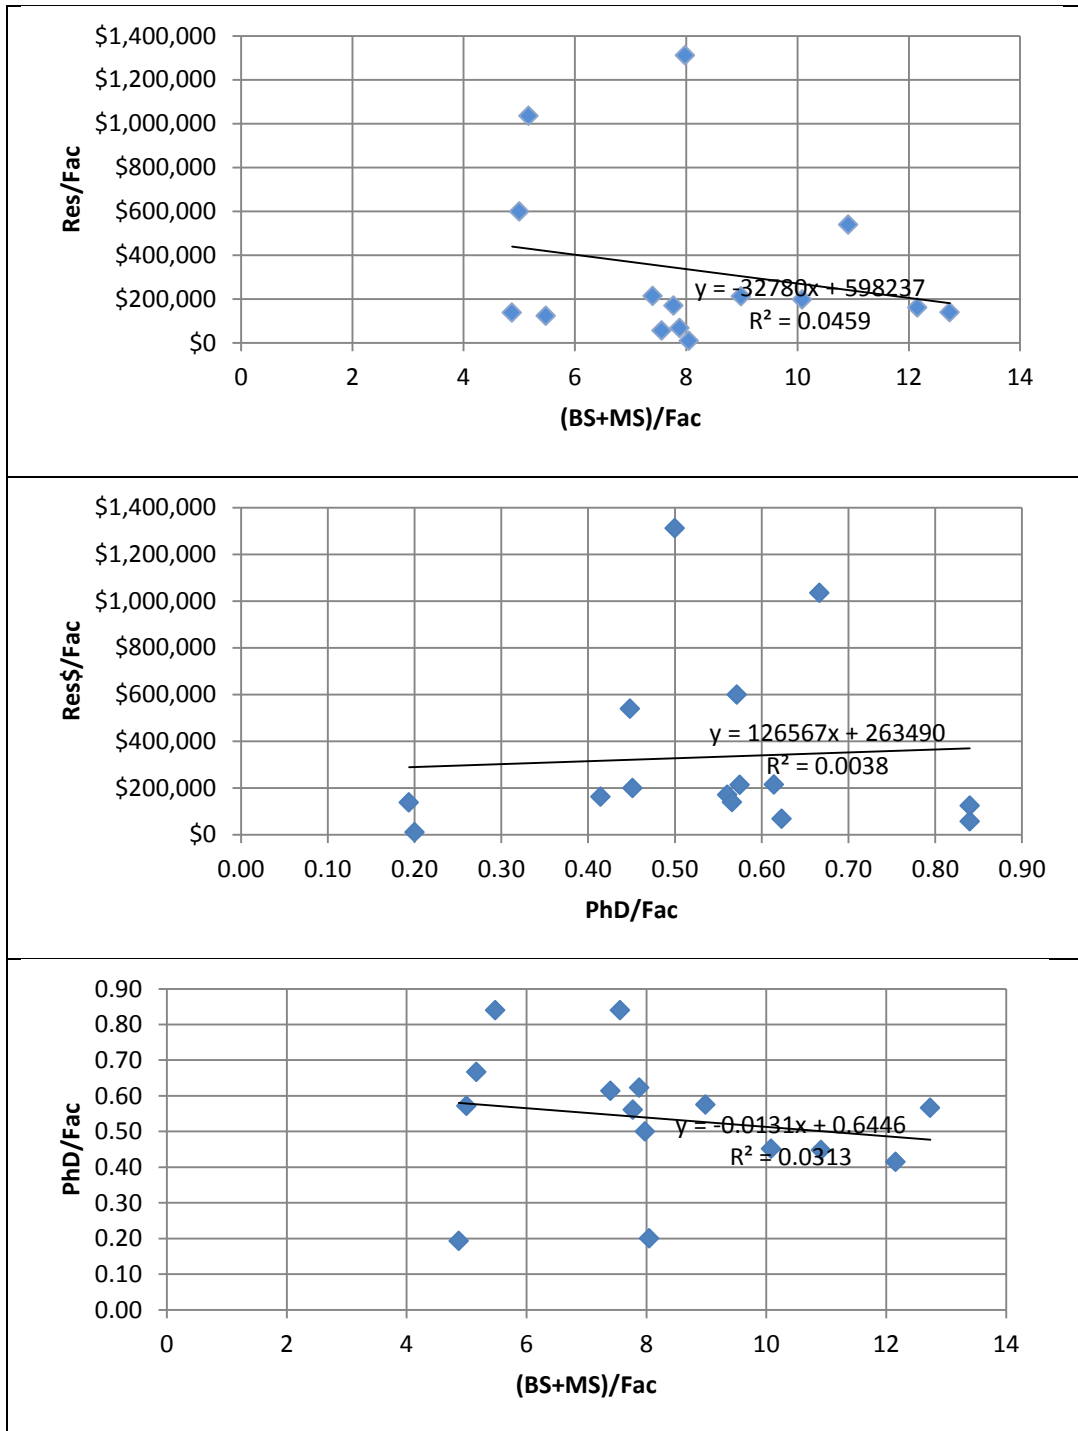 $1,400,000
$1,200,000
$1,000,000
$800,000
$600,000
$400,000
$200,000
$0
Res/Fac
y = -32780x + 598237
R² = 0.0459
0 2 4 6 8 10 12 14
(BS+MS)/Fac
$1,400,000
$1,200,000
$1,000,000
$800,000
$600,000
$400,000
$200,000
$0
Res$/Fac
y = 126567x + 263490
R² = 0.0038
0.00 0.10 0.20 0.30 0.40 0.50 0.60 0.70 0.80 0.90
PhD/Fac
0.90
0.80
0.70
0.60
0.50
0.40
0.30
0.20
0.10
0.00
PhD/Fac
y = -0.0131x + 0.6446
R² = 0.0313
0 2 4 6 8 10 12 14
(BS+MS)/Fac